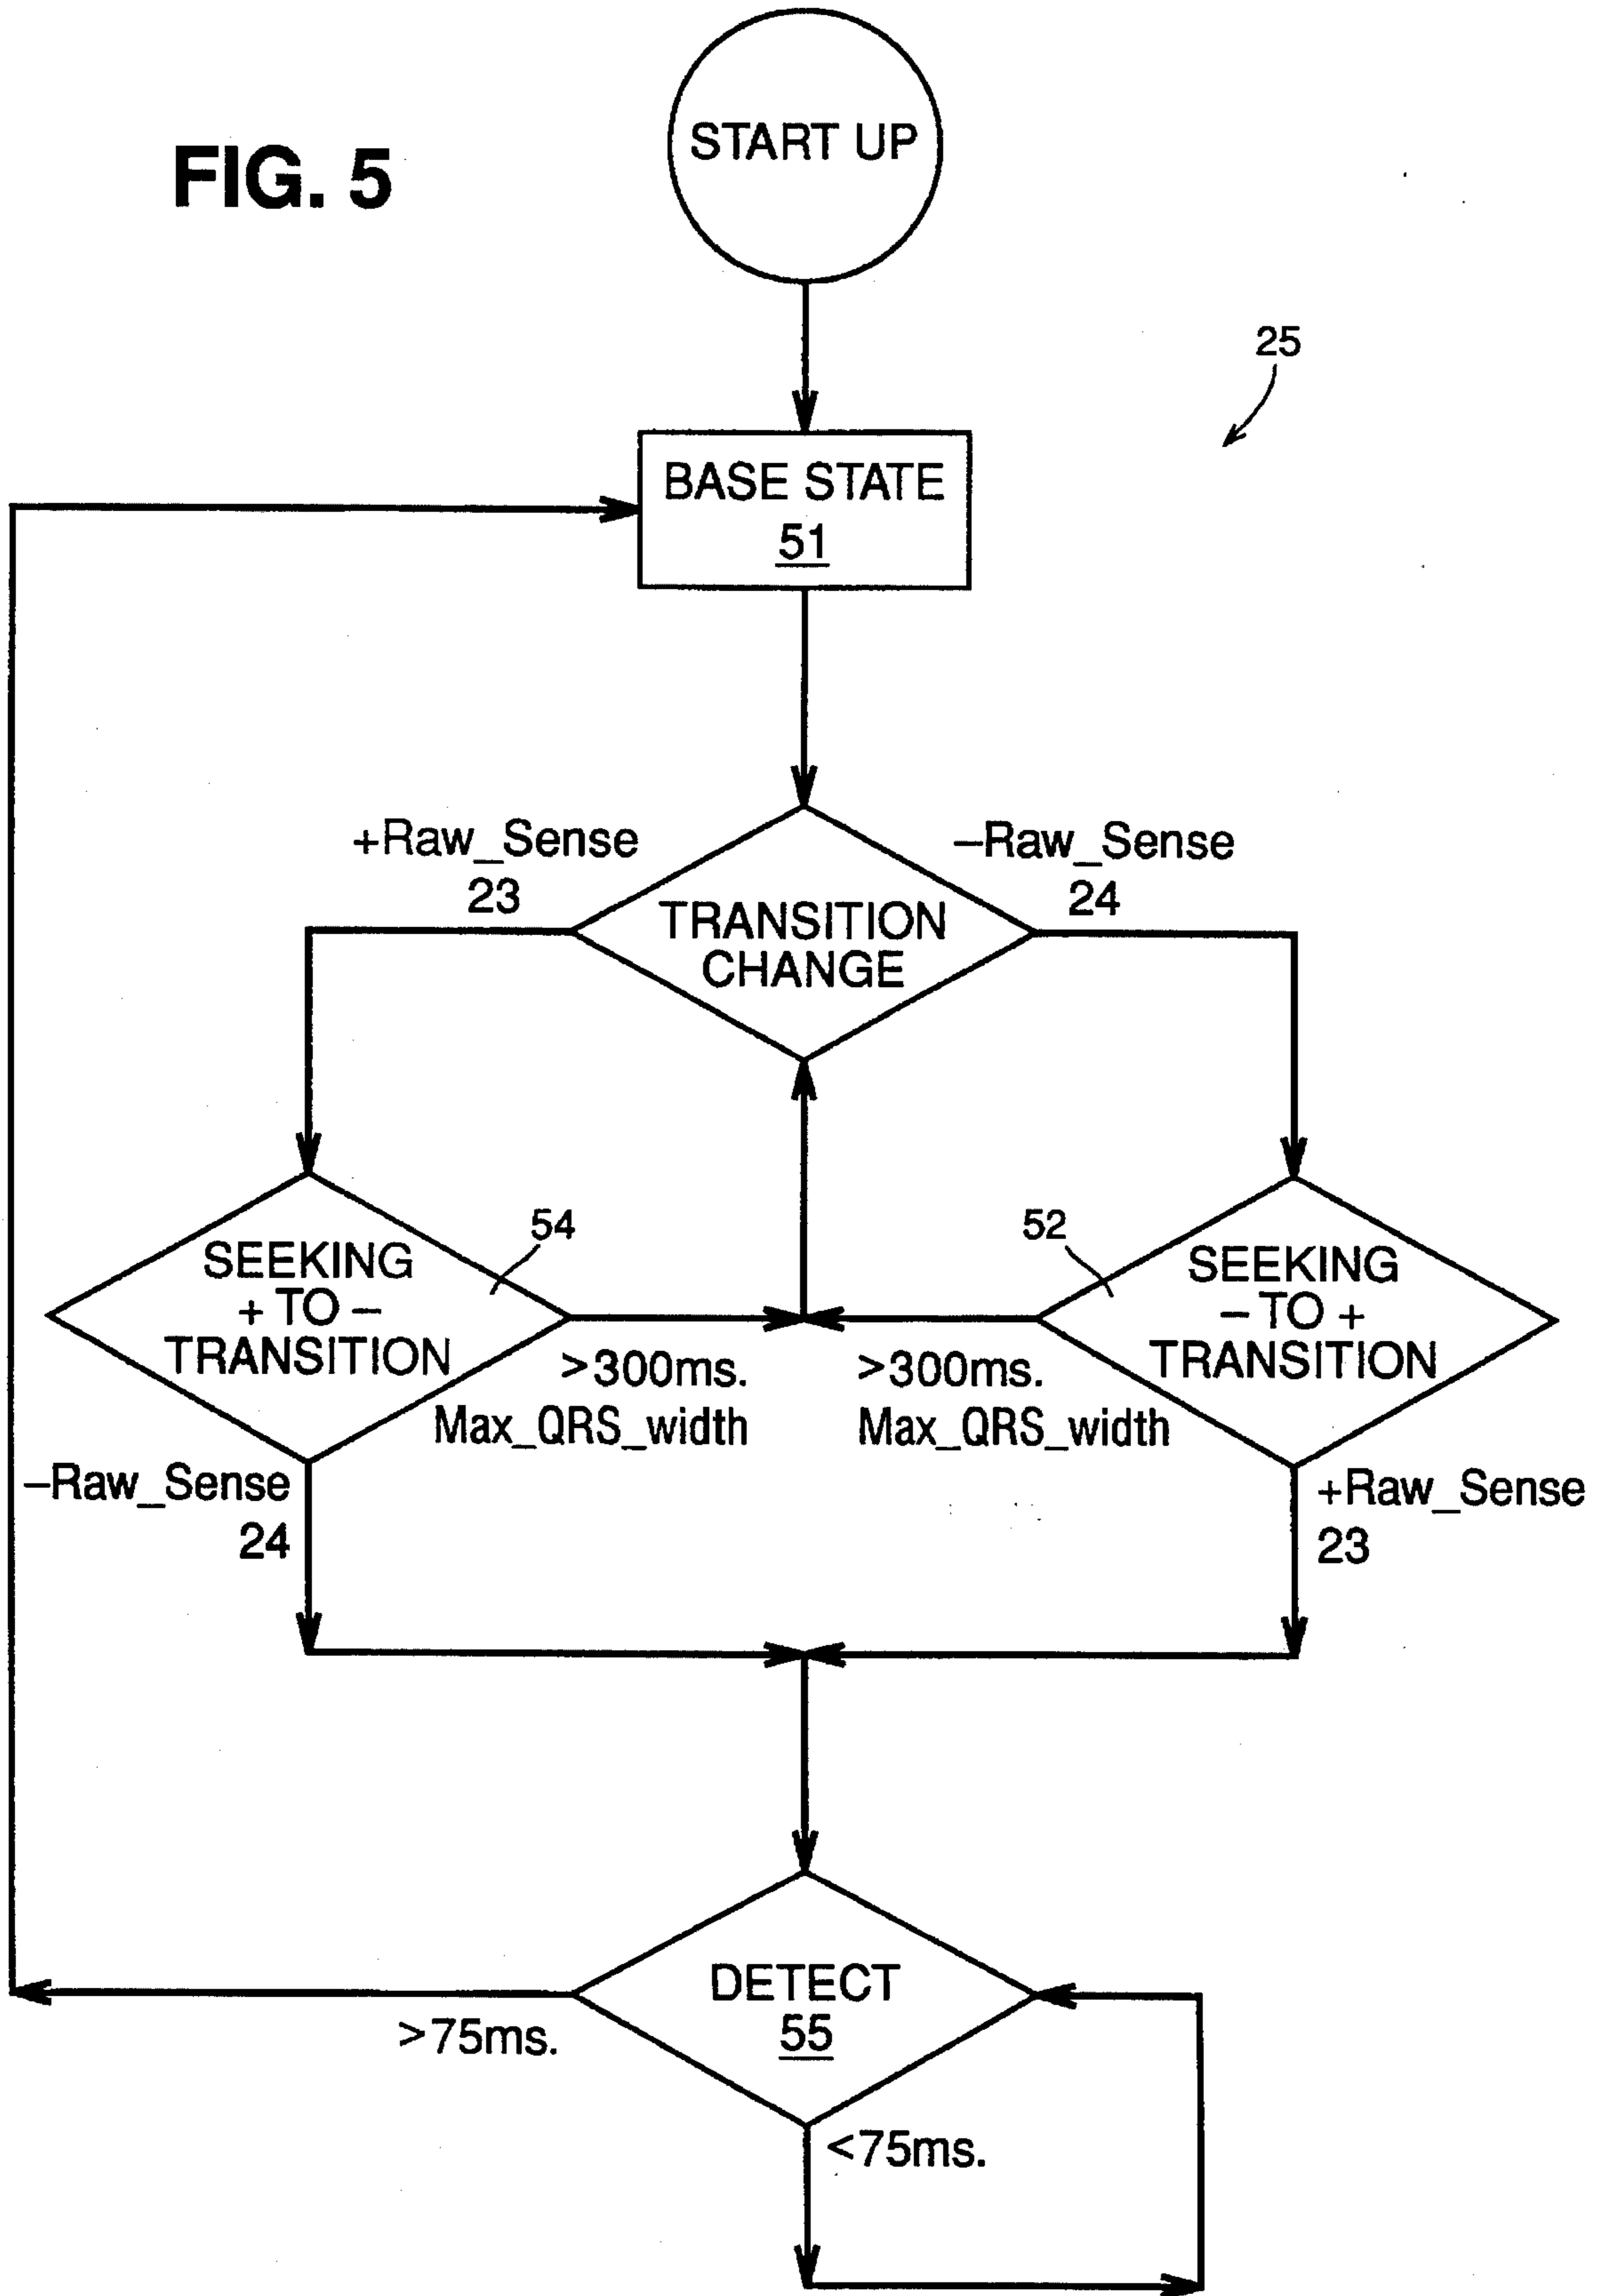 START UP
FIG. 5
25
BASE STATE
51
+Raw_Sense
23
–Raw_Sense
24
TRANSITION
CHANGE
54
SEEKING
+ TO –
TRANSITION
52
SEEKING
– TO +
TRANSITION
>300ms.
Max_QRS_width
>300ms.
Max_QRS_width
–Raw_Sense
24
+Raw_Sense
23
DETECT
55
>75ms.
<75ms.